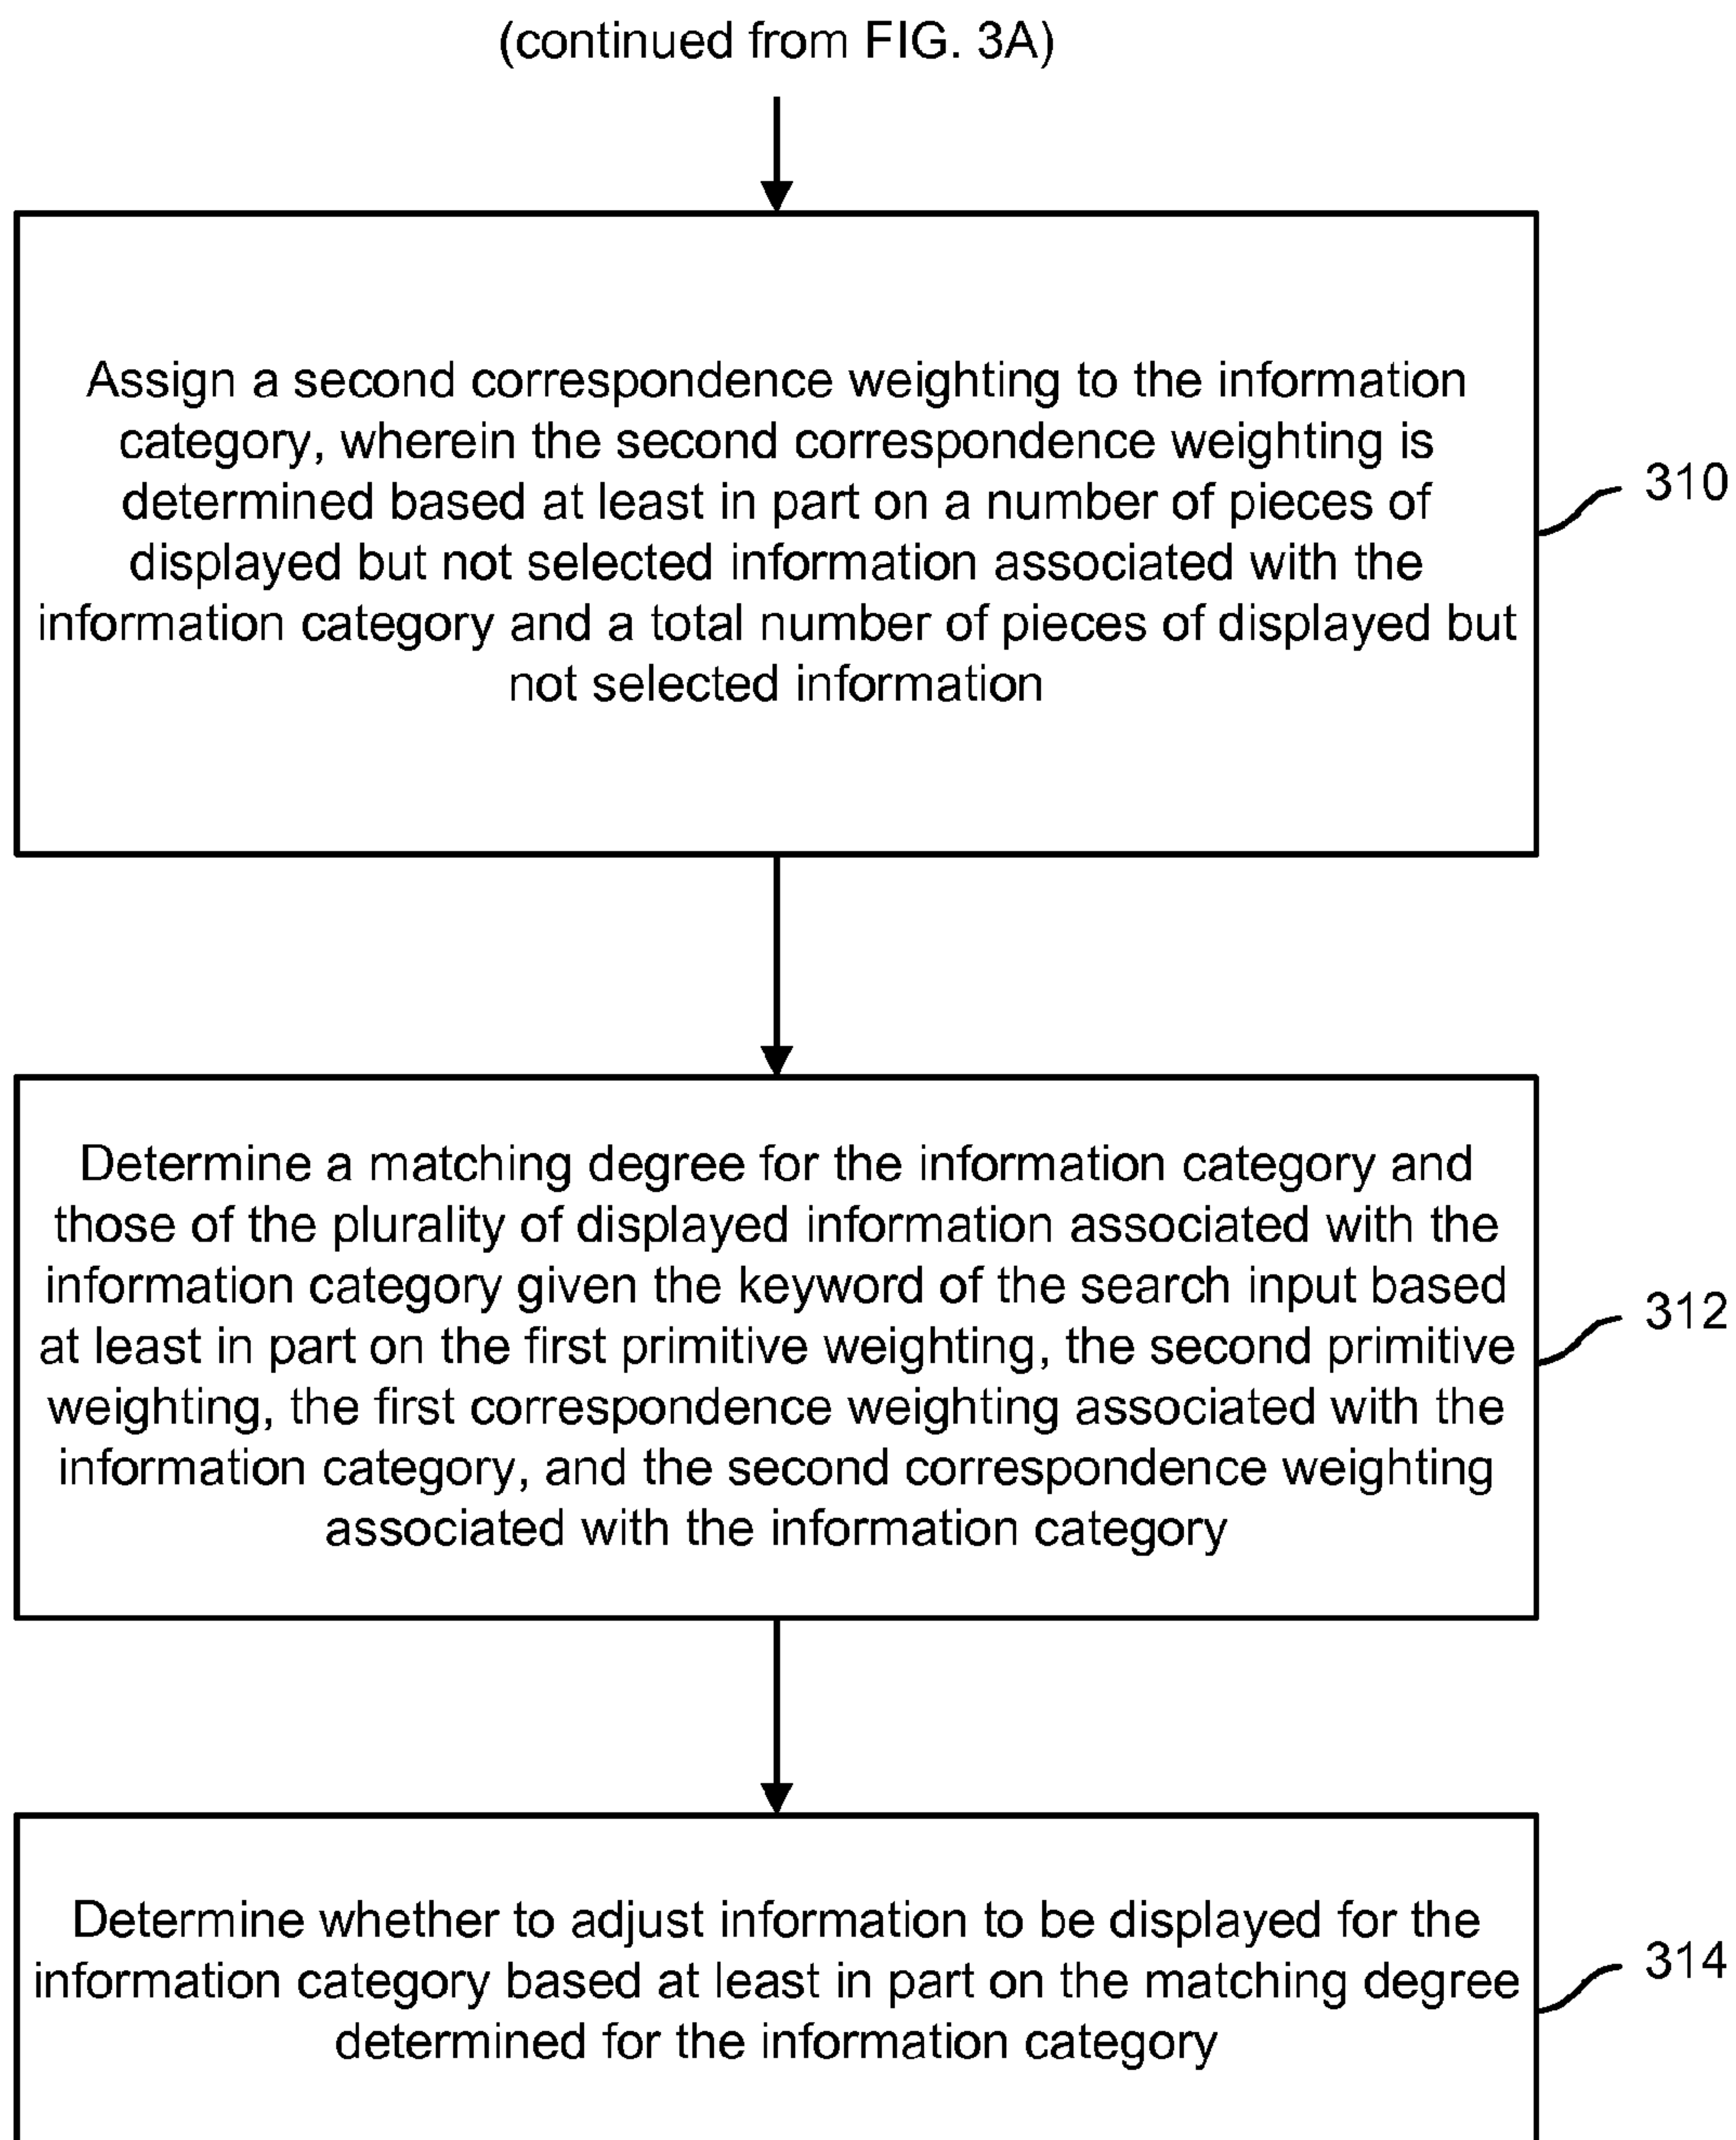 (continued from FIG. 3A)
Assign a second correspondence weighting to the information
category, wherein the second correspondence weighting is
determined based at least in part on a number of pieces of
displayed but not selected information associated with the
information category and a total number of pieces of displayed but
not selected information
310
Determine a matching degree for the information category and
those of the plurality of displayed information associated with the
information category given the keyword of the search input based
at least in part on the first primitive weighting, the second primitive
weighting, the first correspondence weighting associated with the
information category, and the second correspondence weighting
associated with the information category
312
Determine whether to adjust information to be displayed for the
information category based at least in part on the matching degree
determined for the information category
314